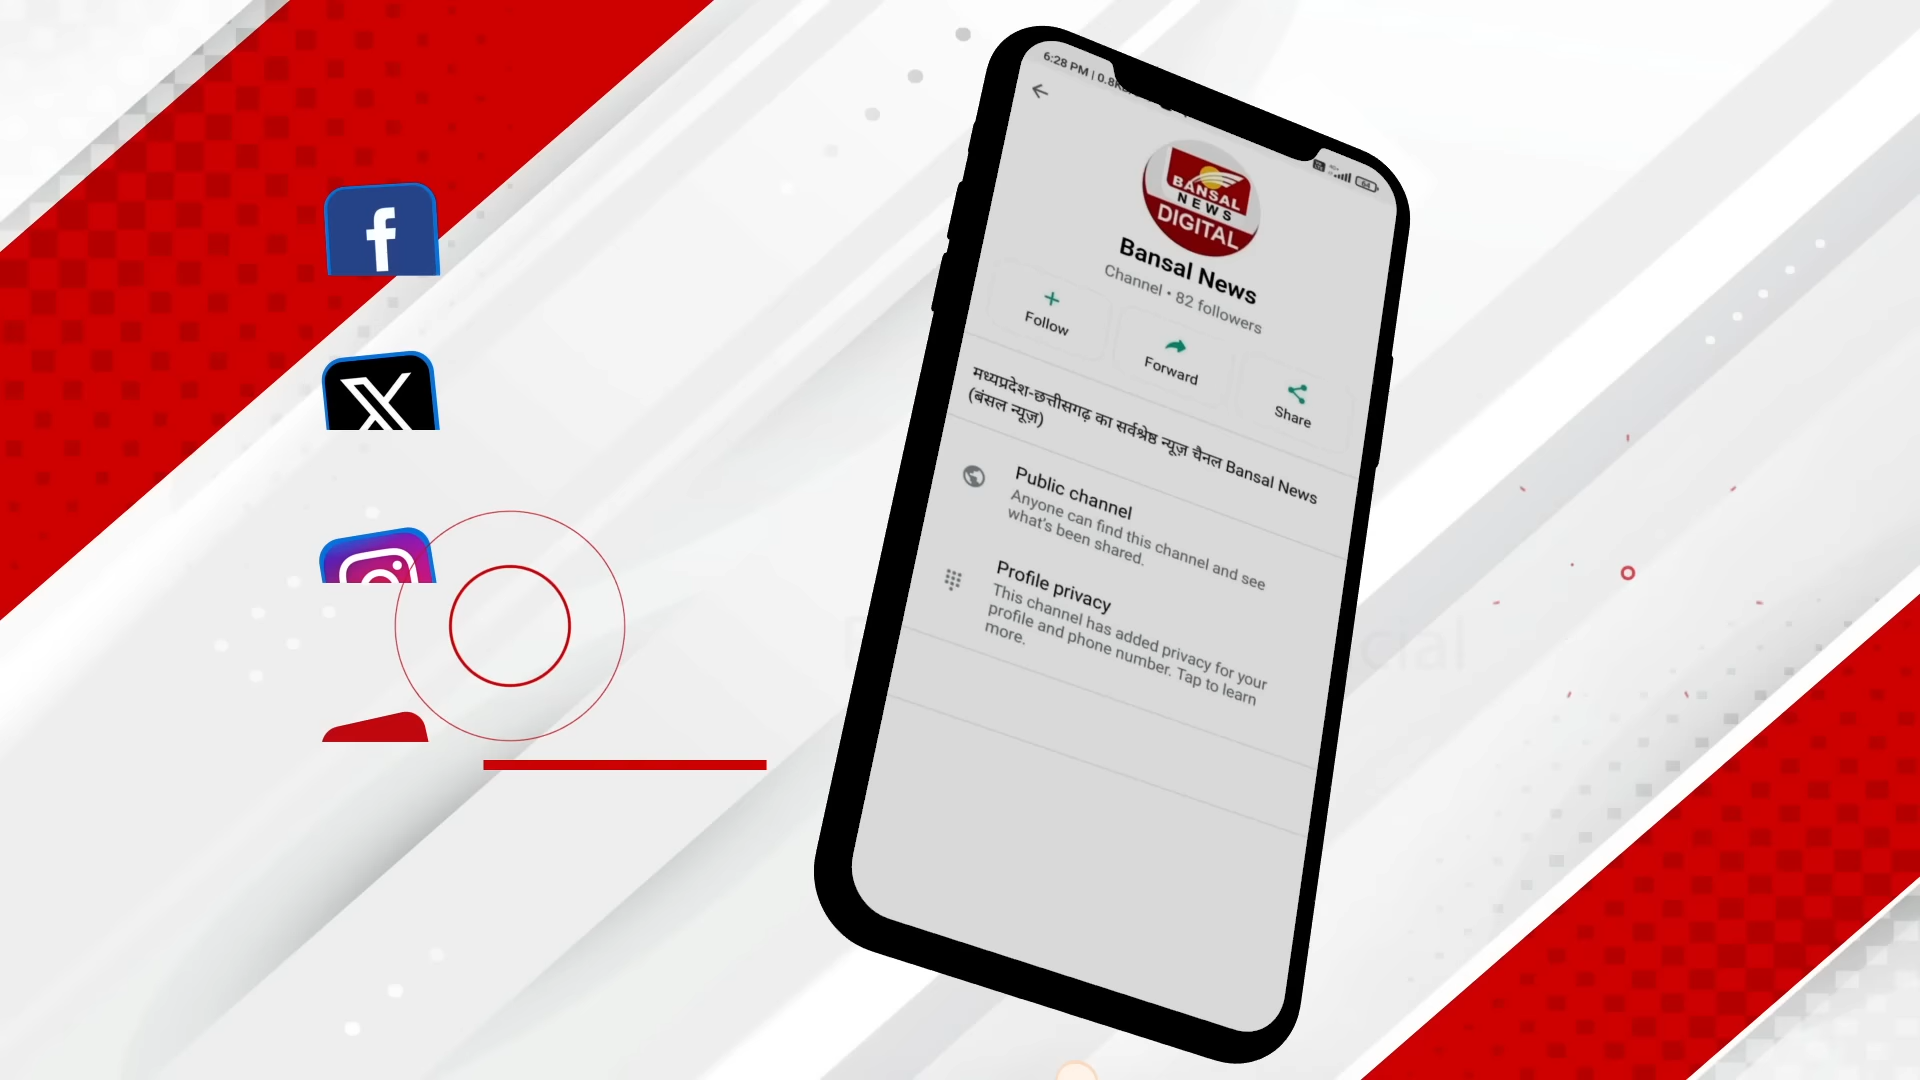 6:28 PM | 0.8K
BANSAL
NEWS
DIGITAL
Bansal News
Channel • 82 followers
Follow
Forward
Share
मध्यप्रदेश-छत्तीसगढ़ का सर्वश्रेष्ठ न्यूज़ चैनल Bansal News
(बंसल न्यूज़)
Public channel
Anyone can find this channel and see
what's been shared.
Profile privacy
This channel has added privacy for your
profile and phone number. Tap to learn
more.
cial